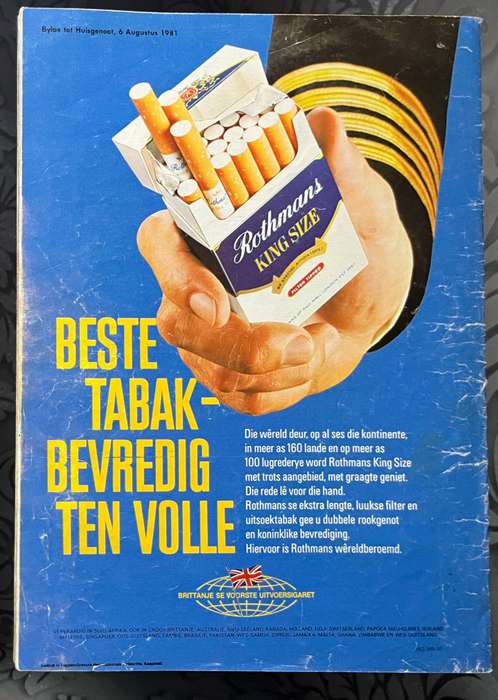 Bylae tot Huisgenoot, 6 Augustus 1981
Rothmans
KING SIZE
FILTER TIPPED
BESTE
TABAK-
BEVREDIG
TEN VOLLE
Die wêreld deur, op al ses die kontinente,
in meer as 160 lande en op meer as
100 lugrederye word Rothmans King Size
met trots aangebied, met graagte geniet.
Die rede lê voor die hand.
Rothmans se ekstra lengte, luukse filter en
uitsoektabak gee u dubbele rookgenot
en koninklike bevrediging.
Hiervoor is Rothmans wêreldberoemd.
BRITTANJE SE VOORSTE UITVOERSIGARET